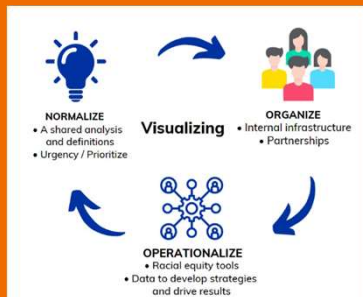 NORMALIZE
• A shared analysis
and definitions
• Urgency / Prioritize
Visualizing
ORGANIZE
• Internal infrastructure
• Partnerships
OPERATIONALIZE
• Racial equity tools
• Data to develop strategies
and drive results